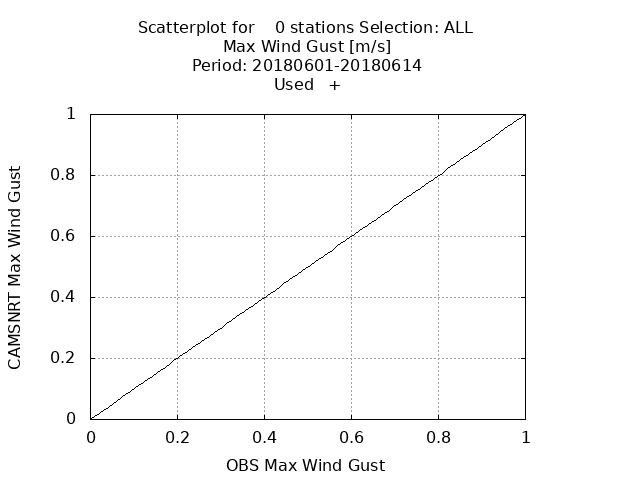 Scatterplot for    0 stations Selection: ALL
Max Wind Gust [m/s]
Period: 20180601-20180614
Used +
1
0.8
0.6
0.4
0.2
0
CAMSNRT Max Wind Gust
0 0.2 0.4 0.6 0.8 1
OBS Max Wind Gust